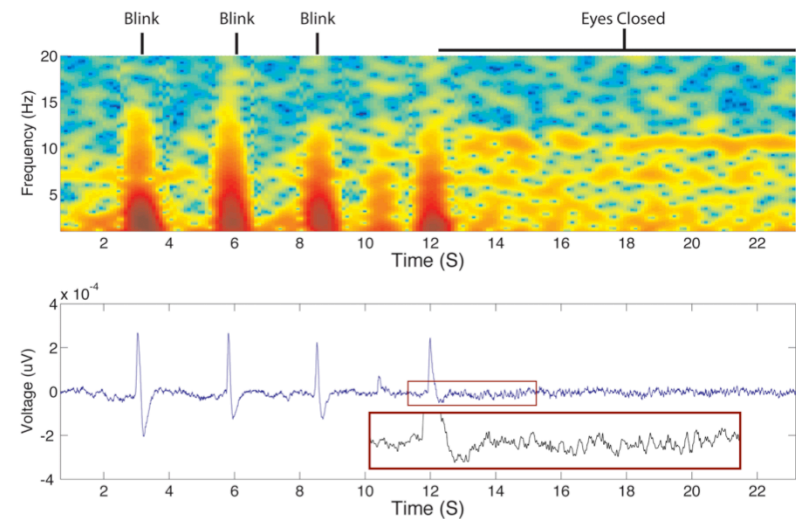 Blink Blink Blink Eyes Closed
20
15
10
5
Frequency (Hz)
2 4 6 8 10 12 14 16 18 20 22
Time (S)
4 x 10-4
2
0
-2
-4
Voltage (uV)
2 4 6 8 10 12 14 16 18 20 22
Time (S)